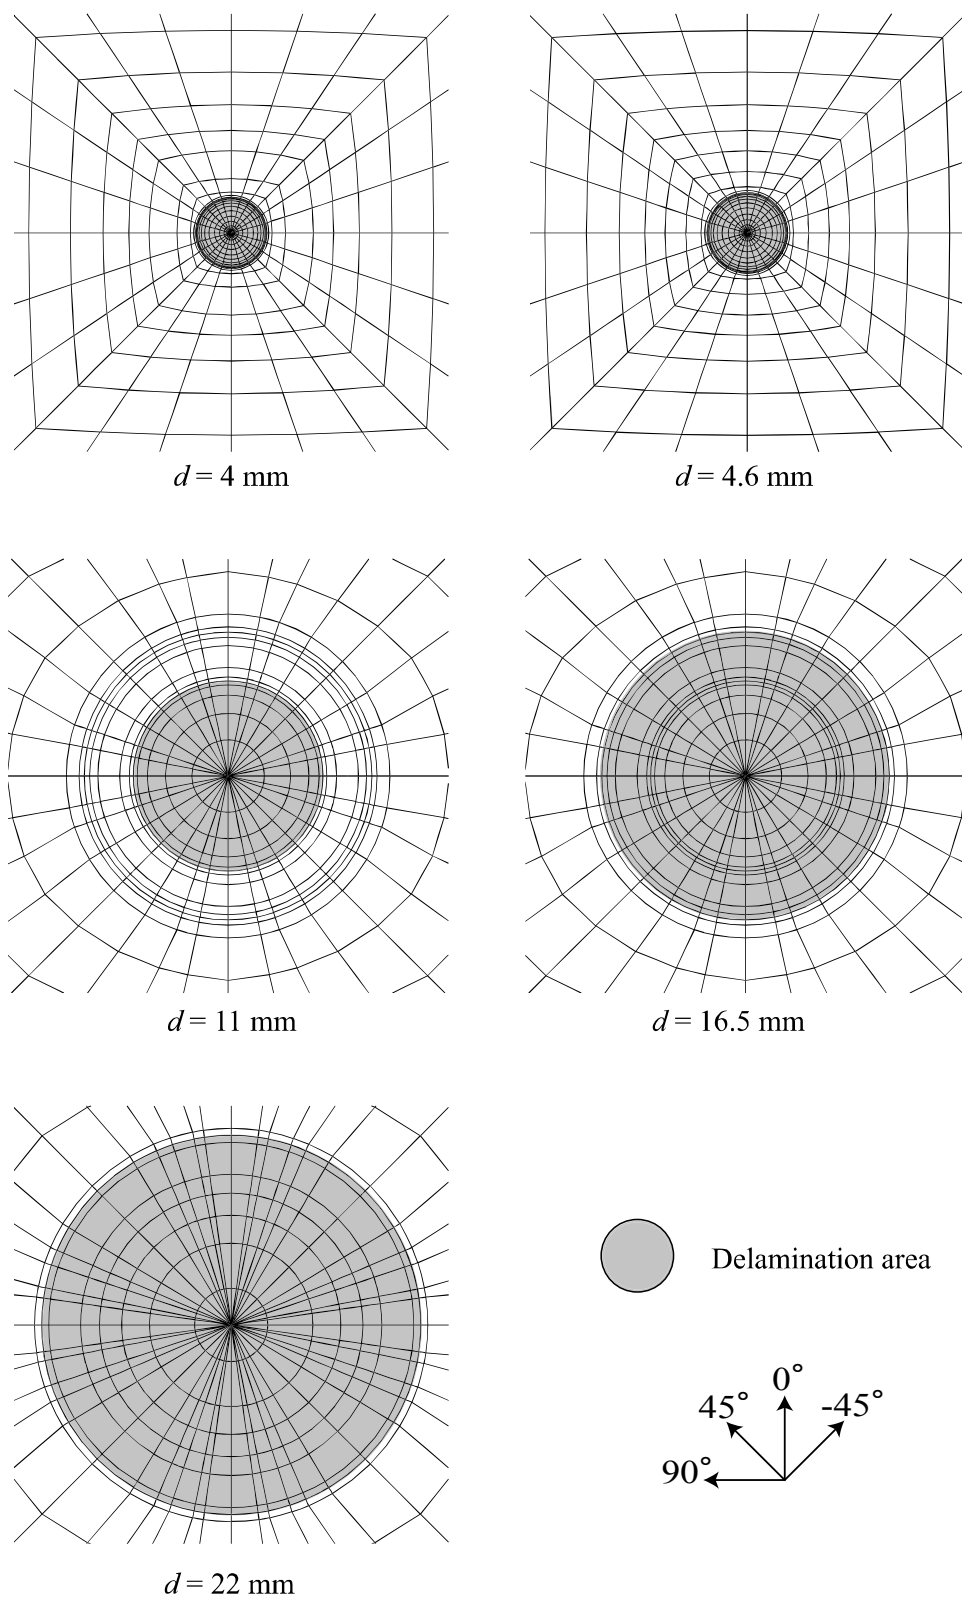 d = 4 mm
d = 4.6 mm
d = 11 mm
d = 16.5 mm
Delamination area
0°
45°
-45°
90°
d = 22 mm